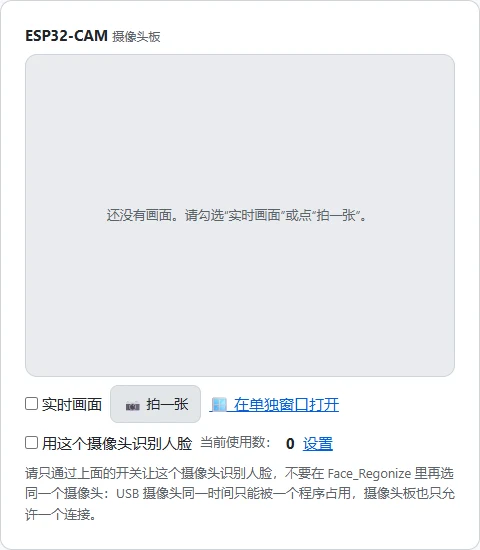 ESP32-CAM 摄像头板
还没有画面。请勾选“实时画面”或点“拍一张”。
实时画面 拍一张 在单独窗口打开
用这个摄像头识别人脸 当前使用数： 0 设置
请只通过上面的开关让这个摄像头识别人脸，不要在 Face_Regonize 里再选
同一个摄像头：USB 摄像头同一时间只能被一个程序占用，摄像头板也只允
许一个连接。